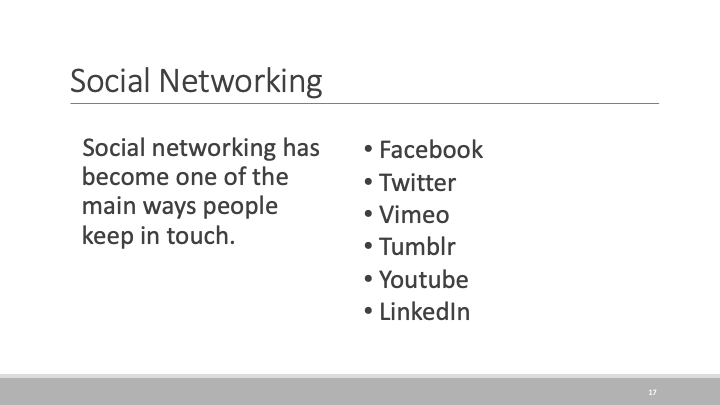 Social Networking
Social networking has
become one of the
main ways people
keep in touch.
• Facebook
• Twitter
• Vimeo
• Tumblr
• Youtube
• LinkedIn
17